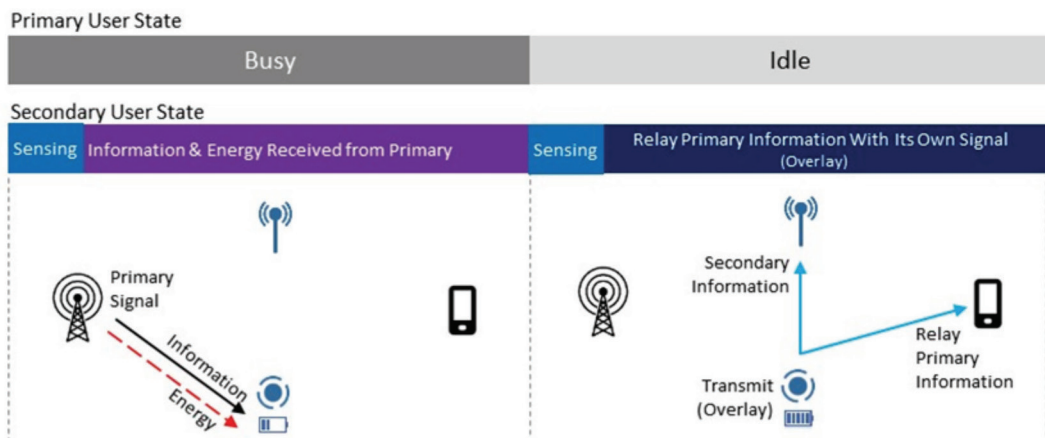 Primary User State
Busy
Idle
Secondary User State
Sensing
Information & Energy Received from Primary
Sensing
Relay Primary Information With Its Own Signal
(Overlay)
Primary
Signal
Information
Energy
Secondary
Information
Relay
Primary
Information
Transmit
(Overlay)